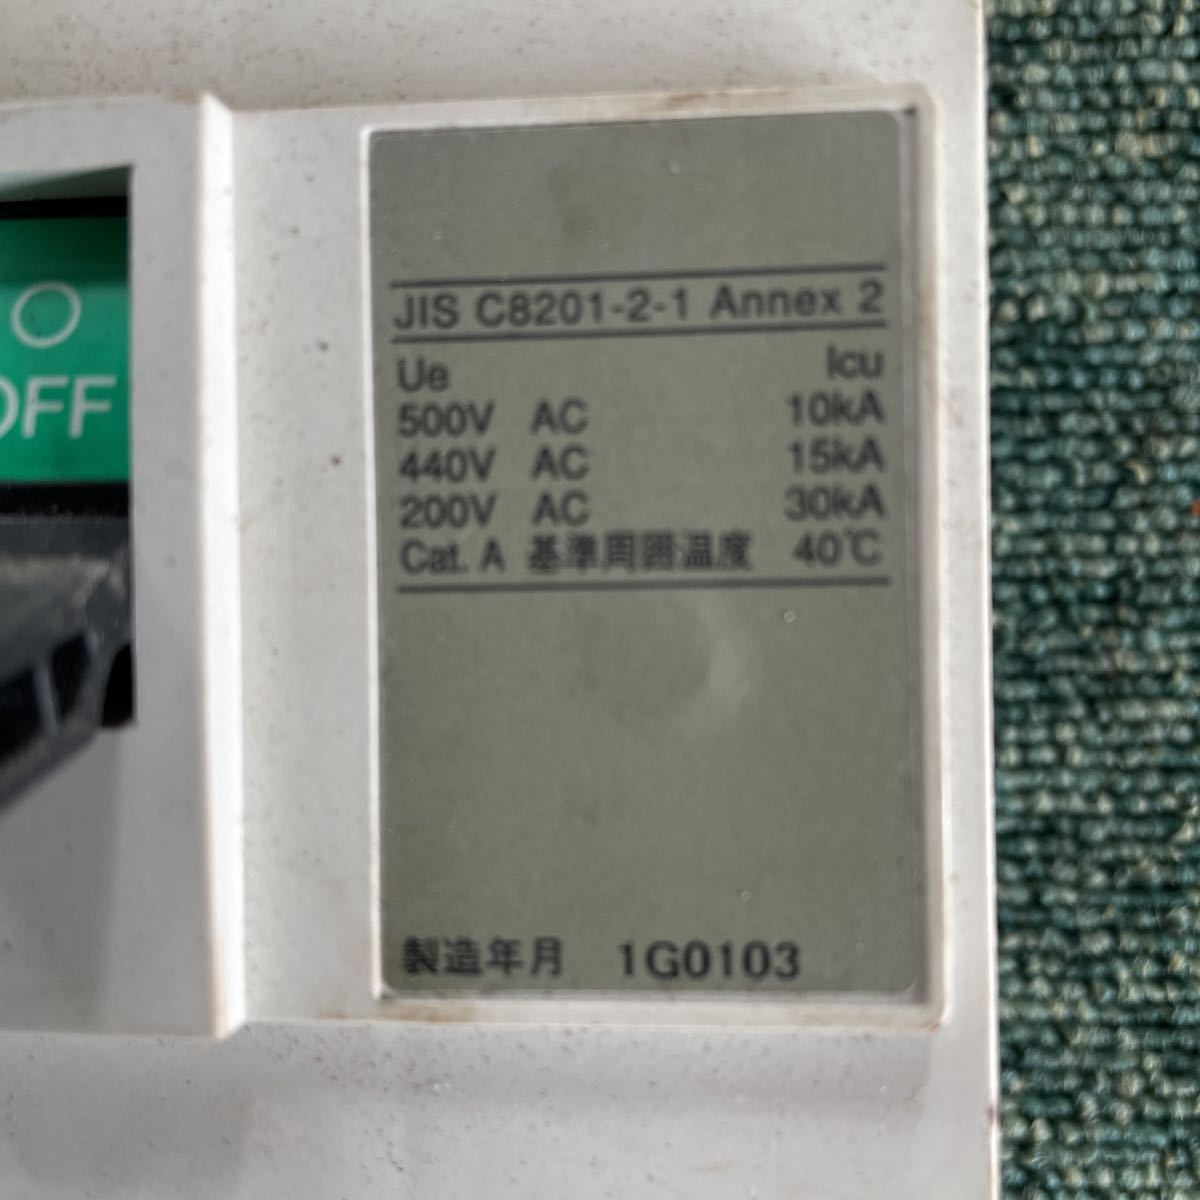 OFF
JIS C8201-2-1 Annex 2
Ue Icu
500V AC 10kA
440V AC 15kA
200V AC 30kA
Cat. A 基準周囲温度 40℃
製造年月 1G0103